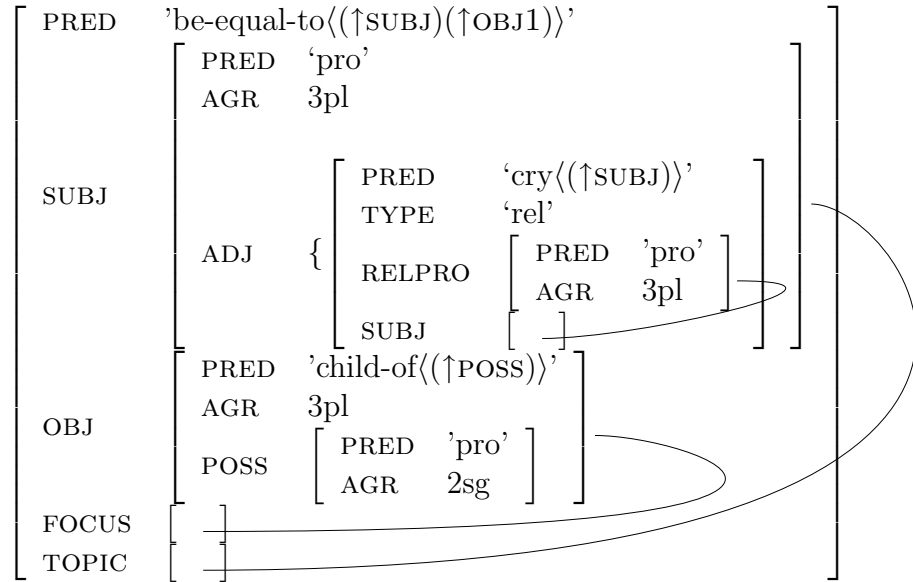 PRED ’be-equal-to⟨(↑SUBJ)(↑OBJ1)⟩’
PRED ‘pro’
AGR 3pl
SUBJ
ADJ {
PRED ‘cry⟨(↑SUBJ)⟩’
TYPE ‘rel’
RELPRO
PRED ’pro’
AGR 3pl
SUBJ [ ]
OBJ
PRED ’child-of⟨(↑POSS)⟩’
AGR 3pl
POSS
PRED ’pro’
AGR 2sg
FOCUS [ ]
TOPIC [ ]